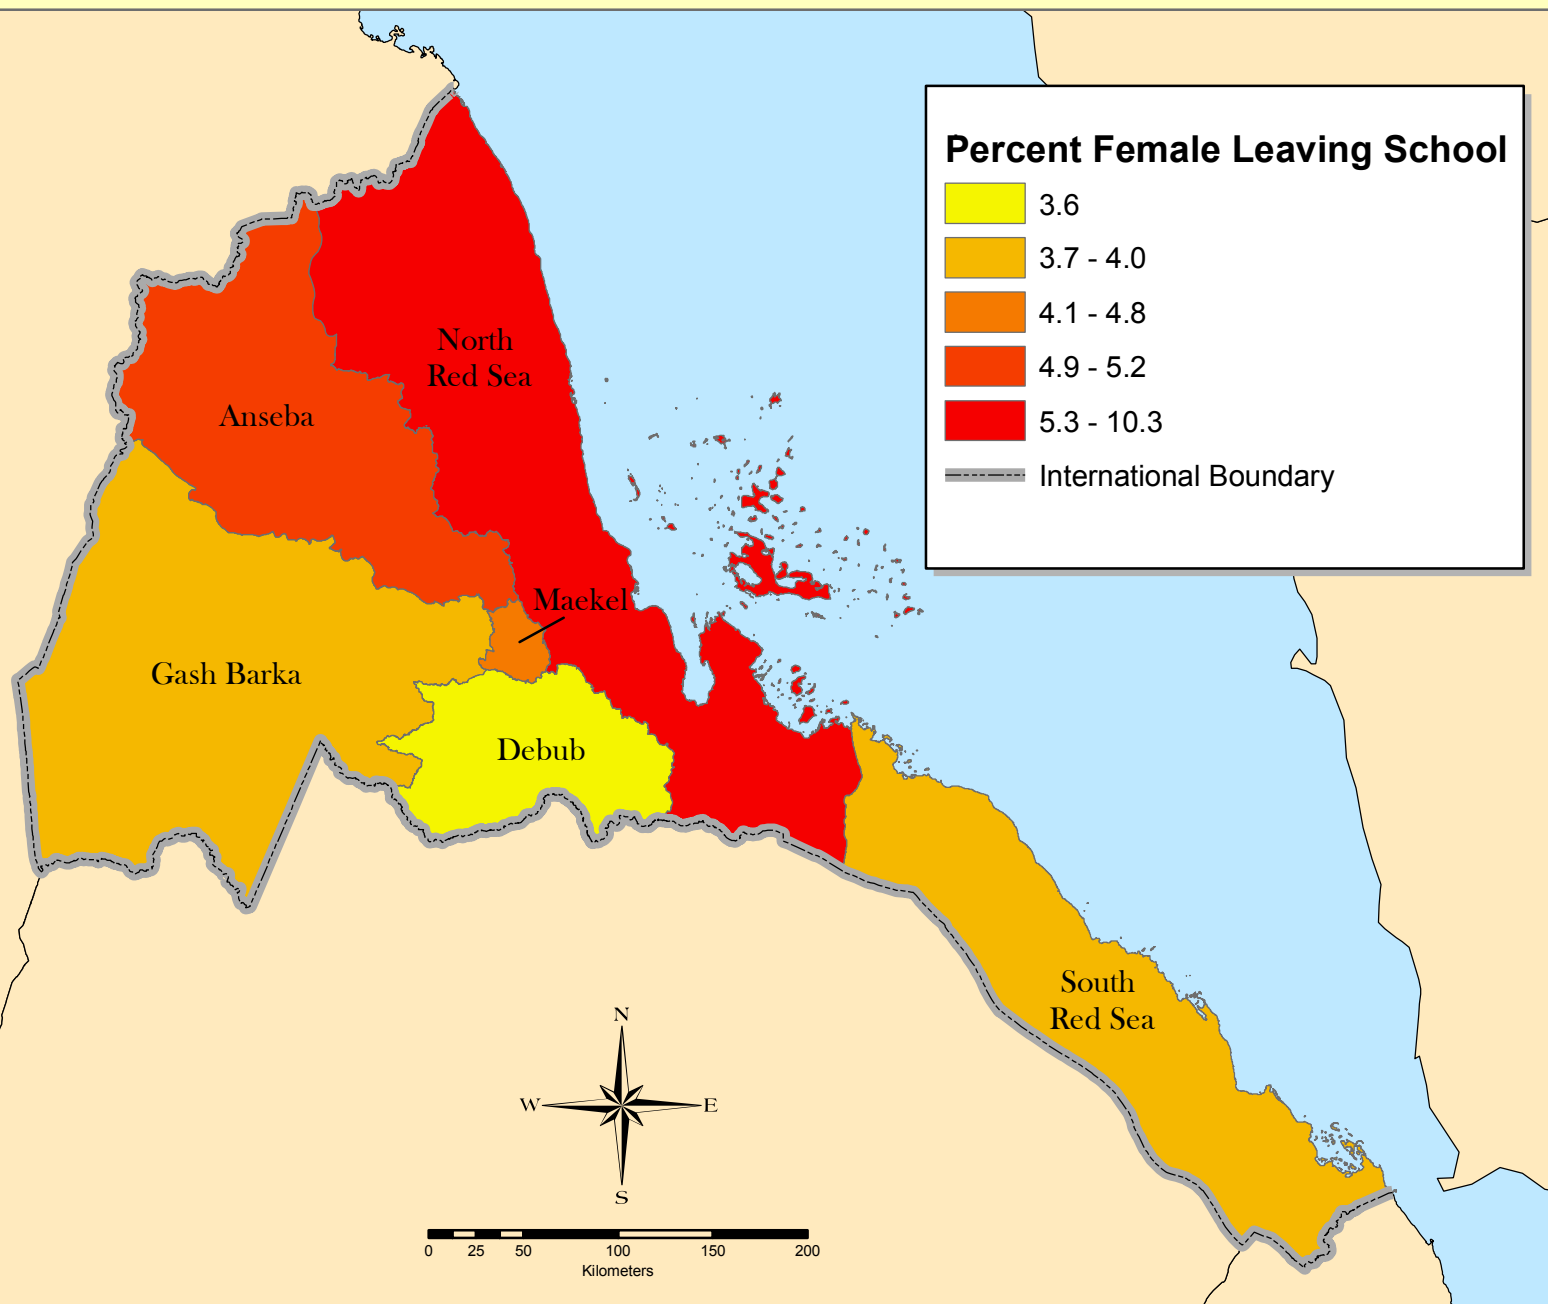 Percent Female Leaving School
3.6
3.7 - 4.0
4.1 - 4.8
4.9 - 5.2
5.3 - 10.3
International Boundary
North
Red Sea
Anseba
Maekel
Gash Barka
Debub
South
Red Sea
N
W E
S
0 25 50 100 150 200
Kilometers